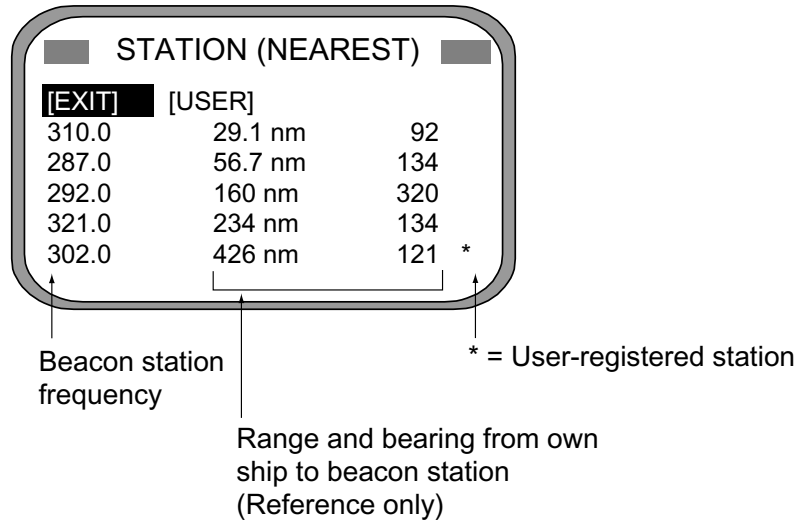 STATION (NEAREST)
[EXIT] [USER]
310.0 29.1 nm 92
287.0 56.7 nm 134
292.0 160 nm 320
321.0 234 nm 134
302.0 426 nm 121 *
Beacon station
frequency
* = User-registered station
Range and bearing from own
ship to beacon station
(Reference only)